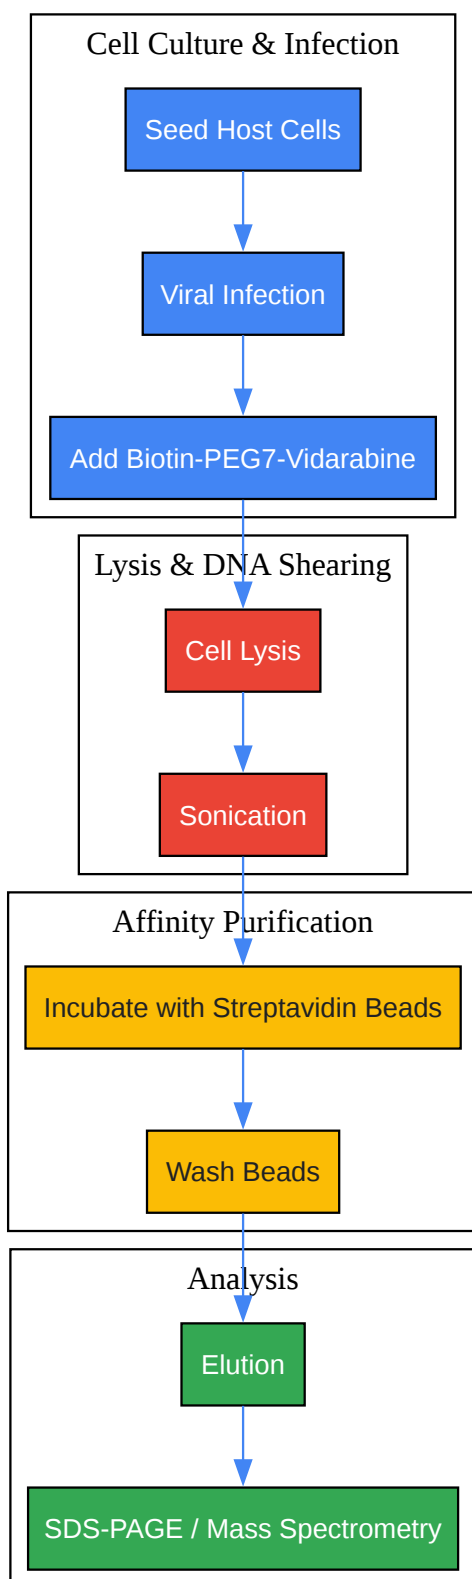 Cell Culture & Infection
Seed Host Cells
Viral Infection
Add Biotin-PEG7-Vidarabine
Lysis & DNA Shearing
Cell Lysis
Sonication
Affinity Purification
Incubate with Streptavidin Beads
Wash Beads
Analysis
Elution
SDS-PAGE / Mass Spectrometry